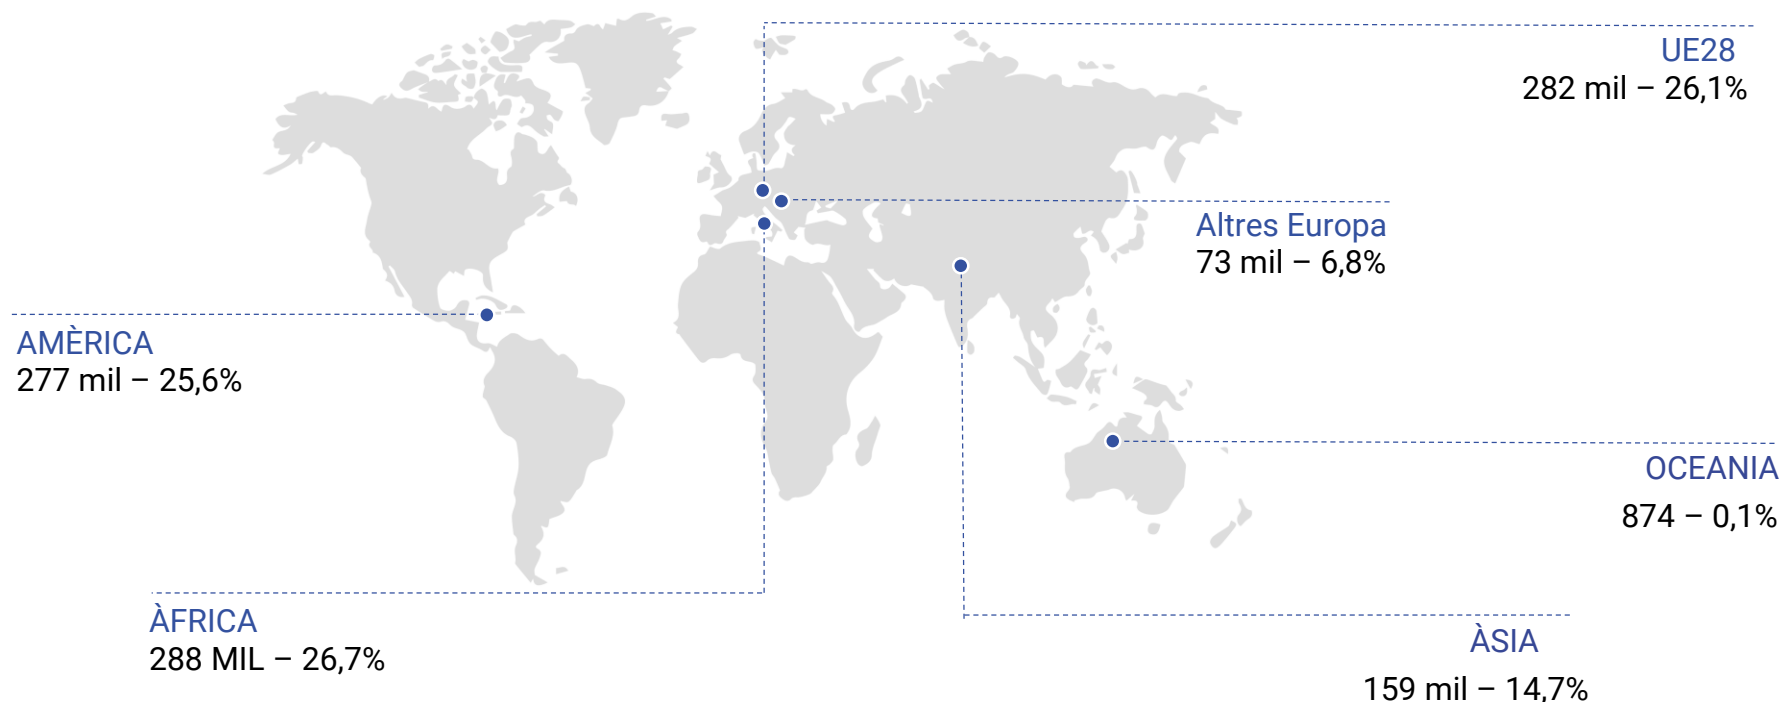 UE28
282 mil – 26,1%
Altres Europa
73 mil – 6,8%
AMÈRICA
277 mil – 25,6%
OCEANIA
874 – 0,1%
ÀFRICA
288 MIL – 26,7%
ÀSIA
159 mil – 14,7%